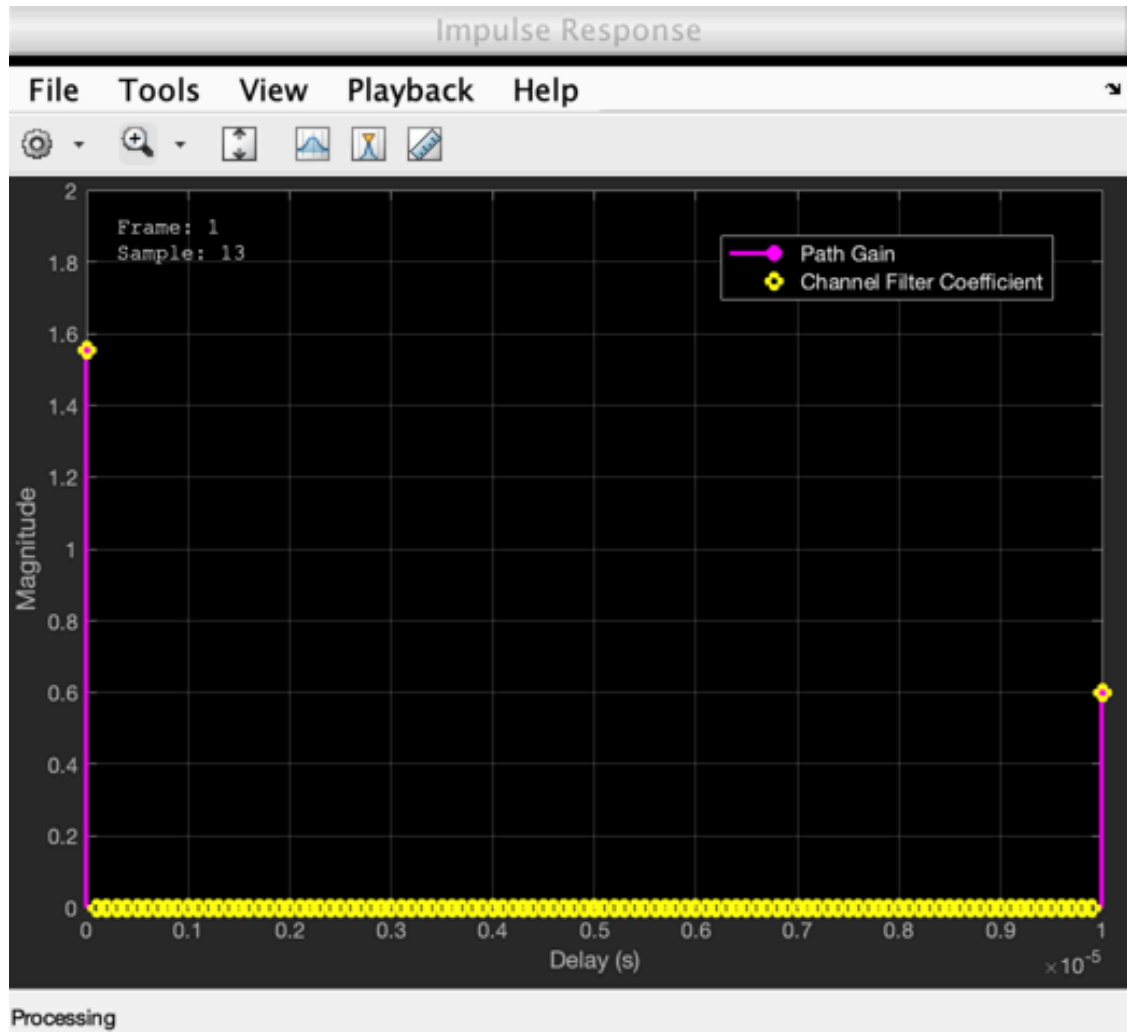 Impulse Response
File Tools View Playback Help
Frame: 1
Sample: 13
Path Gain
Channel Filter Coefficient
Magnitude
2
1.8
1.6
1.4
1.2
1
0.8
0.6
0.4
0.2
0
0 0.1 0.2 0.3 0.4 0.5 0.6 0.7 0.8 0.9 1
Delay (s)
×10⁻⁵
Processing